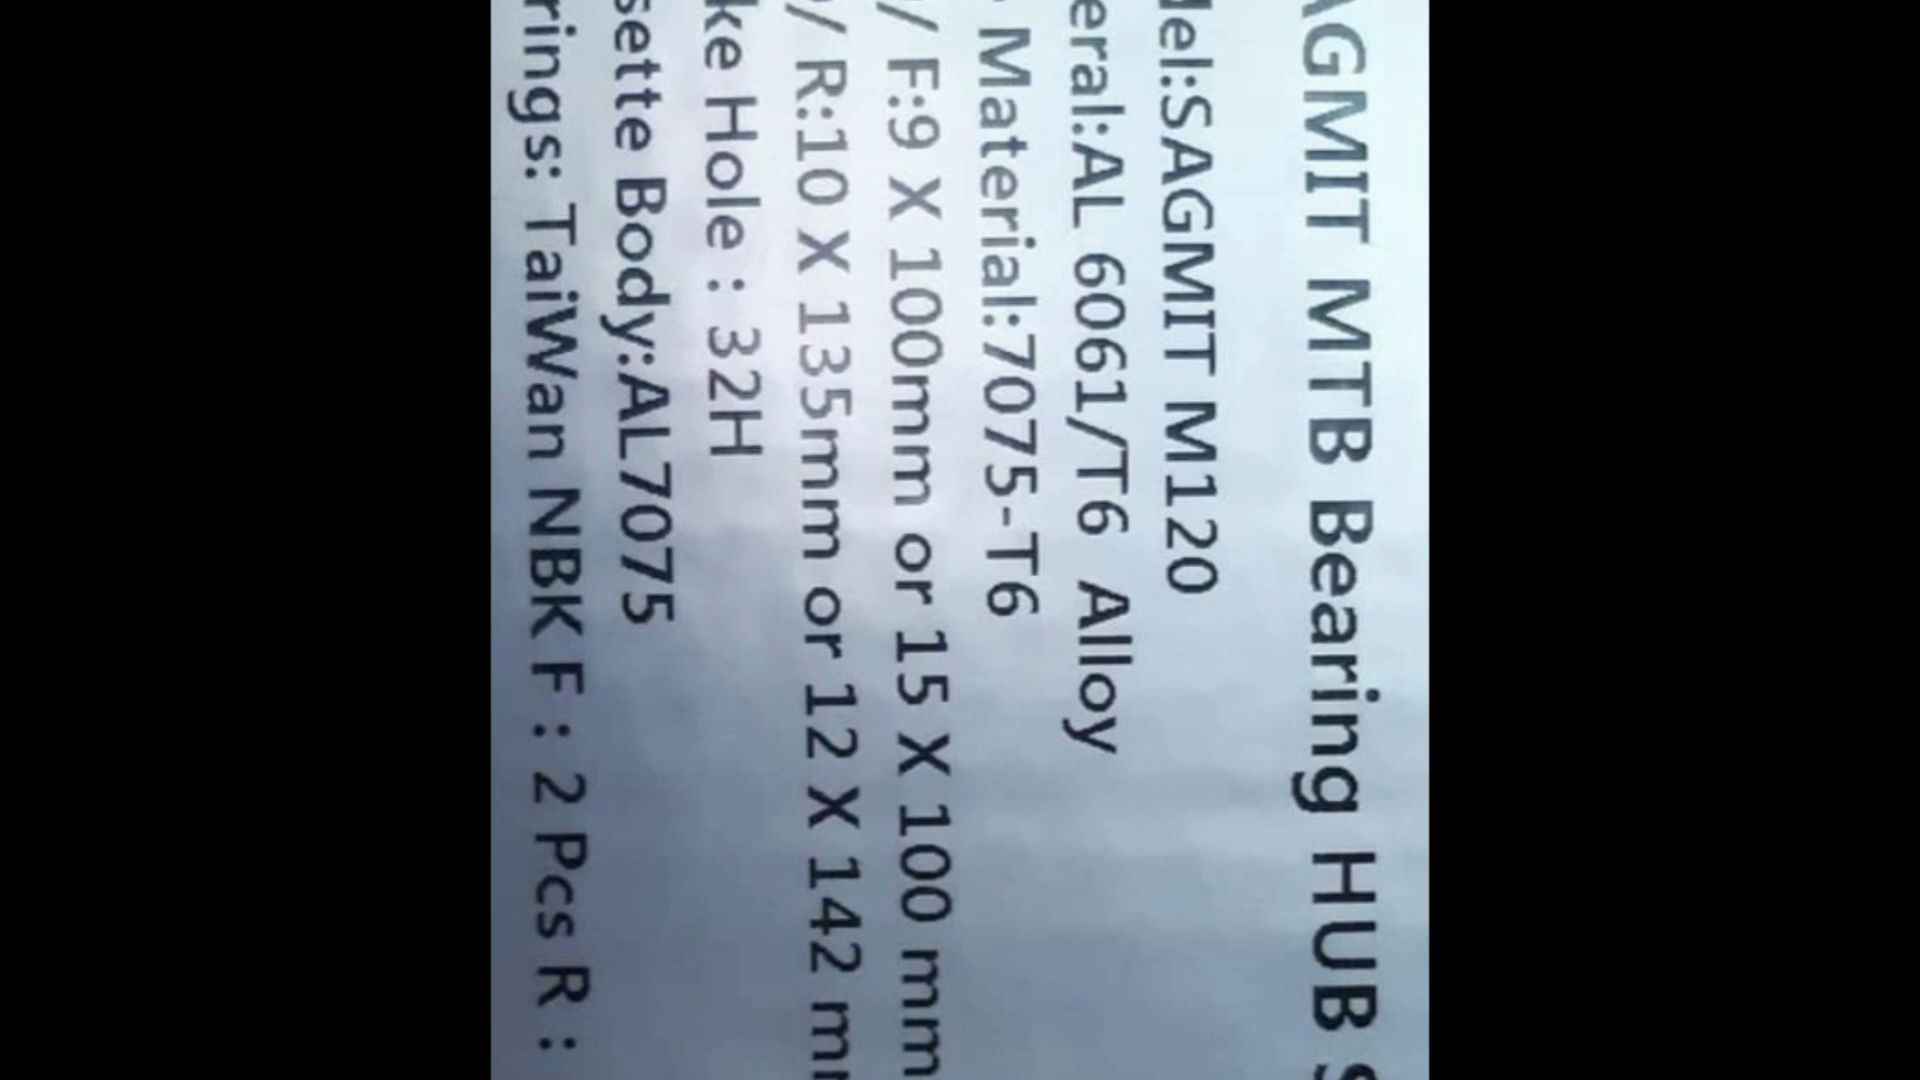 AGMIT MTB Bearing HUB S
del:SAGMIT M120
eral:AL 6061/T6 Alloy
Material:7075-T6
/ F:9 X 100mm or 15 X 100 mm
/ R:10 X 135mm or 12 X 142 m
ke Hole : 32H
sette Body:AL7075
rings: TaiWan NBK F : 2 Pcs R :